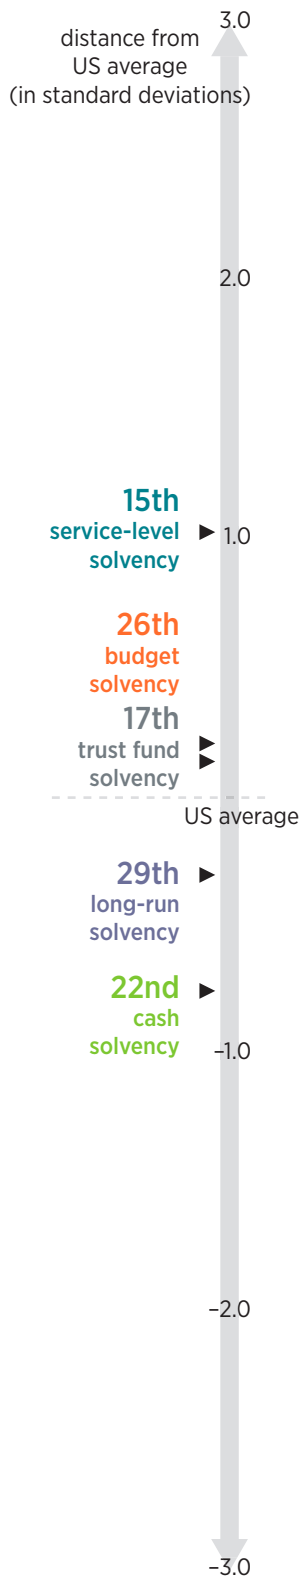 3.0
distance from
US average
(in standard deviations)
2.0
15th
service-level
solvency
1.0
26th
budget
solvency
17th
trust fund
solvency
US average
29th
long-run
solvency
22nd
cash
solvency
–1.0
–2.0
–3.0